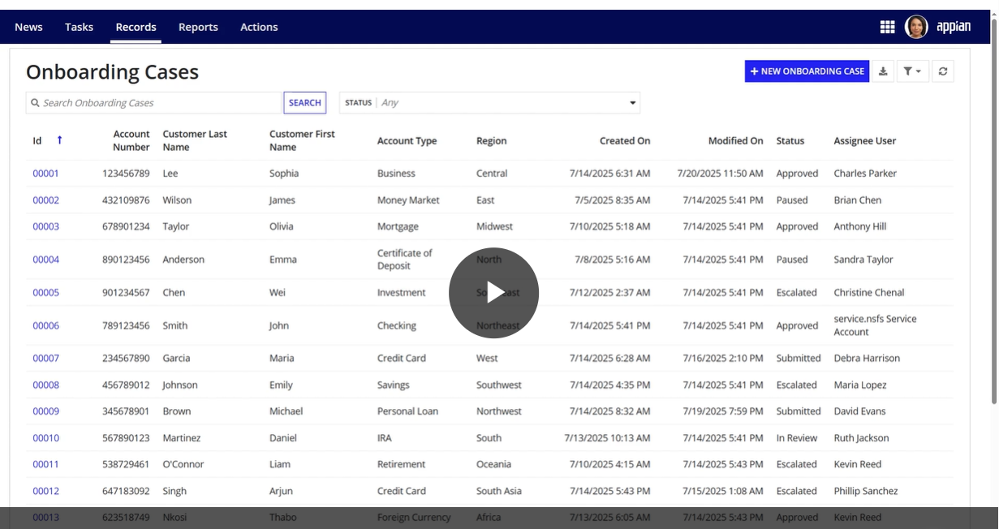 News Tasks Records Reports Actions appian
Onboarding Cases
+ NEW ONBOARDING CASE
Search Onboarding Cases SEARCH STATUS Any
Id ↑ Account Number Customer Last Name Customer First Name Account Type Region Created On Modified On Status Assignee User
00001 123456789 Lee Sophia Business Central 7/14/2025 6:31 AM 7/20/2025 11:50 AM Approved Charles Parker
00002 432109876 Wilson James Money Market East 7/5/2025 8:35 AM 7/14/2025 5:41 PM Paused Brian Chen
00003 678901234 Taylor Olivia Mortgage Midwest 7/10/2025 5:18 AM 7/14/2025 5:41 PM Approved Anthony Hill
00004 890123456 Anderson Emma Certificate of Deposit North 7/8/2025 5:16 AM 7/14/2025 5:41 PM Paused Sandra Taylor
00005 901234567 Chen Wei Investment 7/12/2025 2:37 AM 7/14/2025 5:41 PM Escalated Christine Chenal
00006 789123456 Smith John Checking Northeast 7/14/2025 5:41 PM 7/14/2025 5:41 PM Approved service.nsfs Service Account
00007 234567890 Garcia Maria Credit Card West 7/14/2025 6:28 AM 7/16/2025 2:10 PM Submitted Debra Harrison
00008 456789012 Johnson Emily Savings Southwest 7/14/2025 4:35 PM 7/14/2025 5:41 PM Escalated Maria Lopez
00009 345678901 Brown Michael Personal Loan Northwest 7/14/2025 8:32 AM 7/19/2025 7:59 PM Submitted David Evans
00010 567890123 Martinez Daniel IRA South 7/13/2025 10:13 AM 7/14/2025 5:41 PM In Review Ruth Jackson
00011 538729461 O'Connor Liam Retirement Oceania 7/10/2025 4:15 AM 7/14/2025 5:43 PM Escalated Kevin Reed
00012 647183092 Singh Arjun Credit Card South Asia 7/14/2025 5:43 PM 7/15/2025 1:08 AM Escalated Phillip Sanchez
00013 623518749 Nkosi Thabo Foreign Currency Africa 7/13/2025 6:05 AM 7/14/2025 5:43 PM Approved Kevin Reed